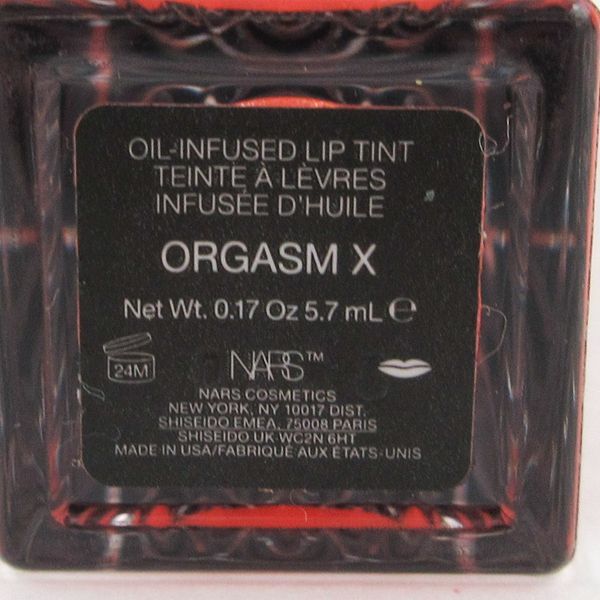 OIL-INFUSED LIP TINT
TEINTE À LÈVRES
INFUSÉE D'HUILE
ORGASM X
Net Wt. 0.17 Oz 5.7 mL ℮
24M
NARS™
NARS COSMETICS
NEW YORK, NY 10017 DIST.
SHISEIDO EMEA, 75008 PARIS
SHISEIDO UK WC2N 6HT
MADE IN USA/FABRIQUÉ AUX ÉTATS-UNIS